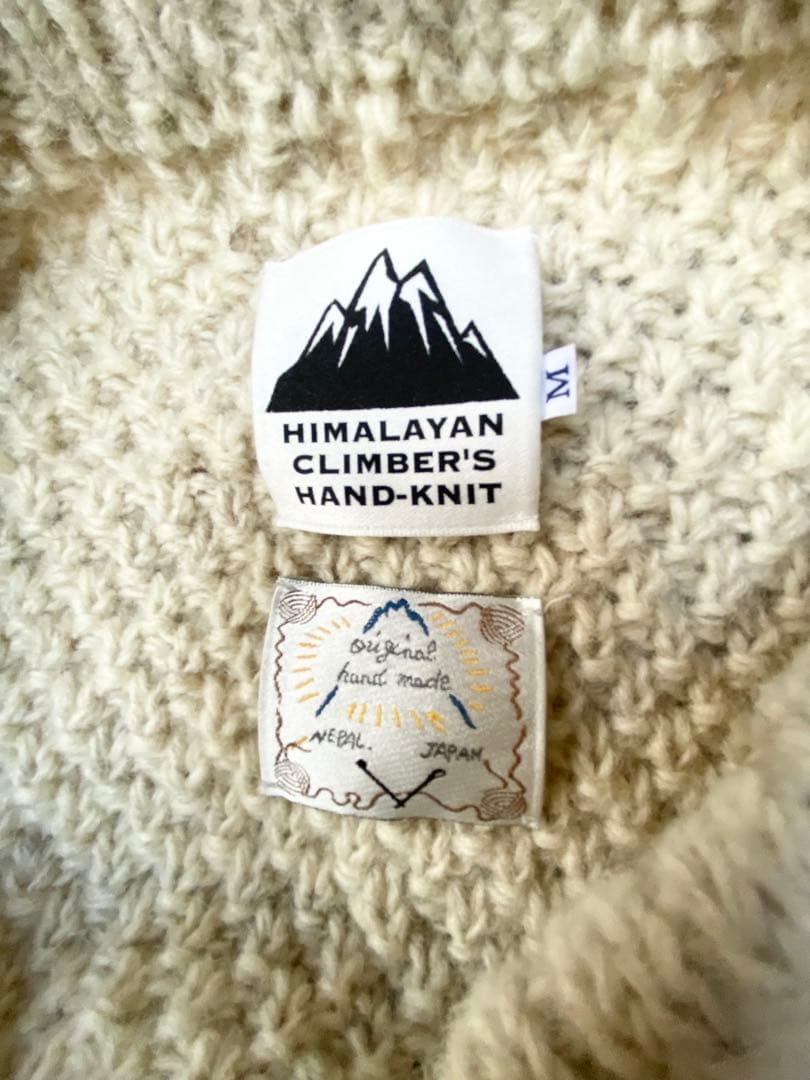 HIMALAYAN
CLIMBER'S
HAND-KNIT
M
original
hand made
NEPAL. JAPAN